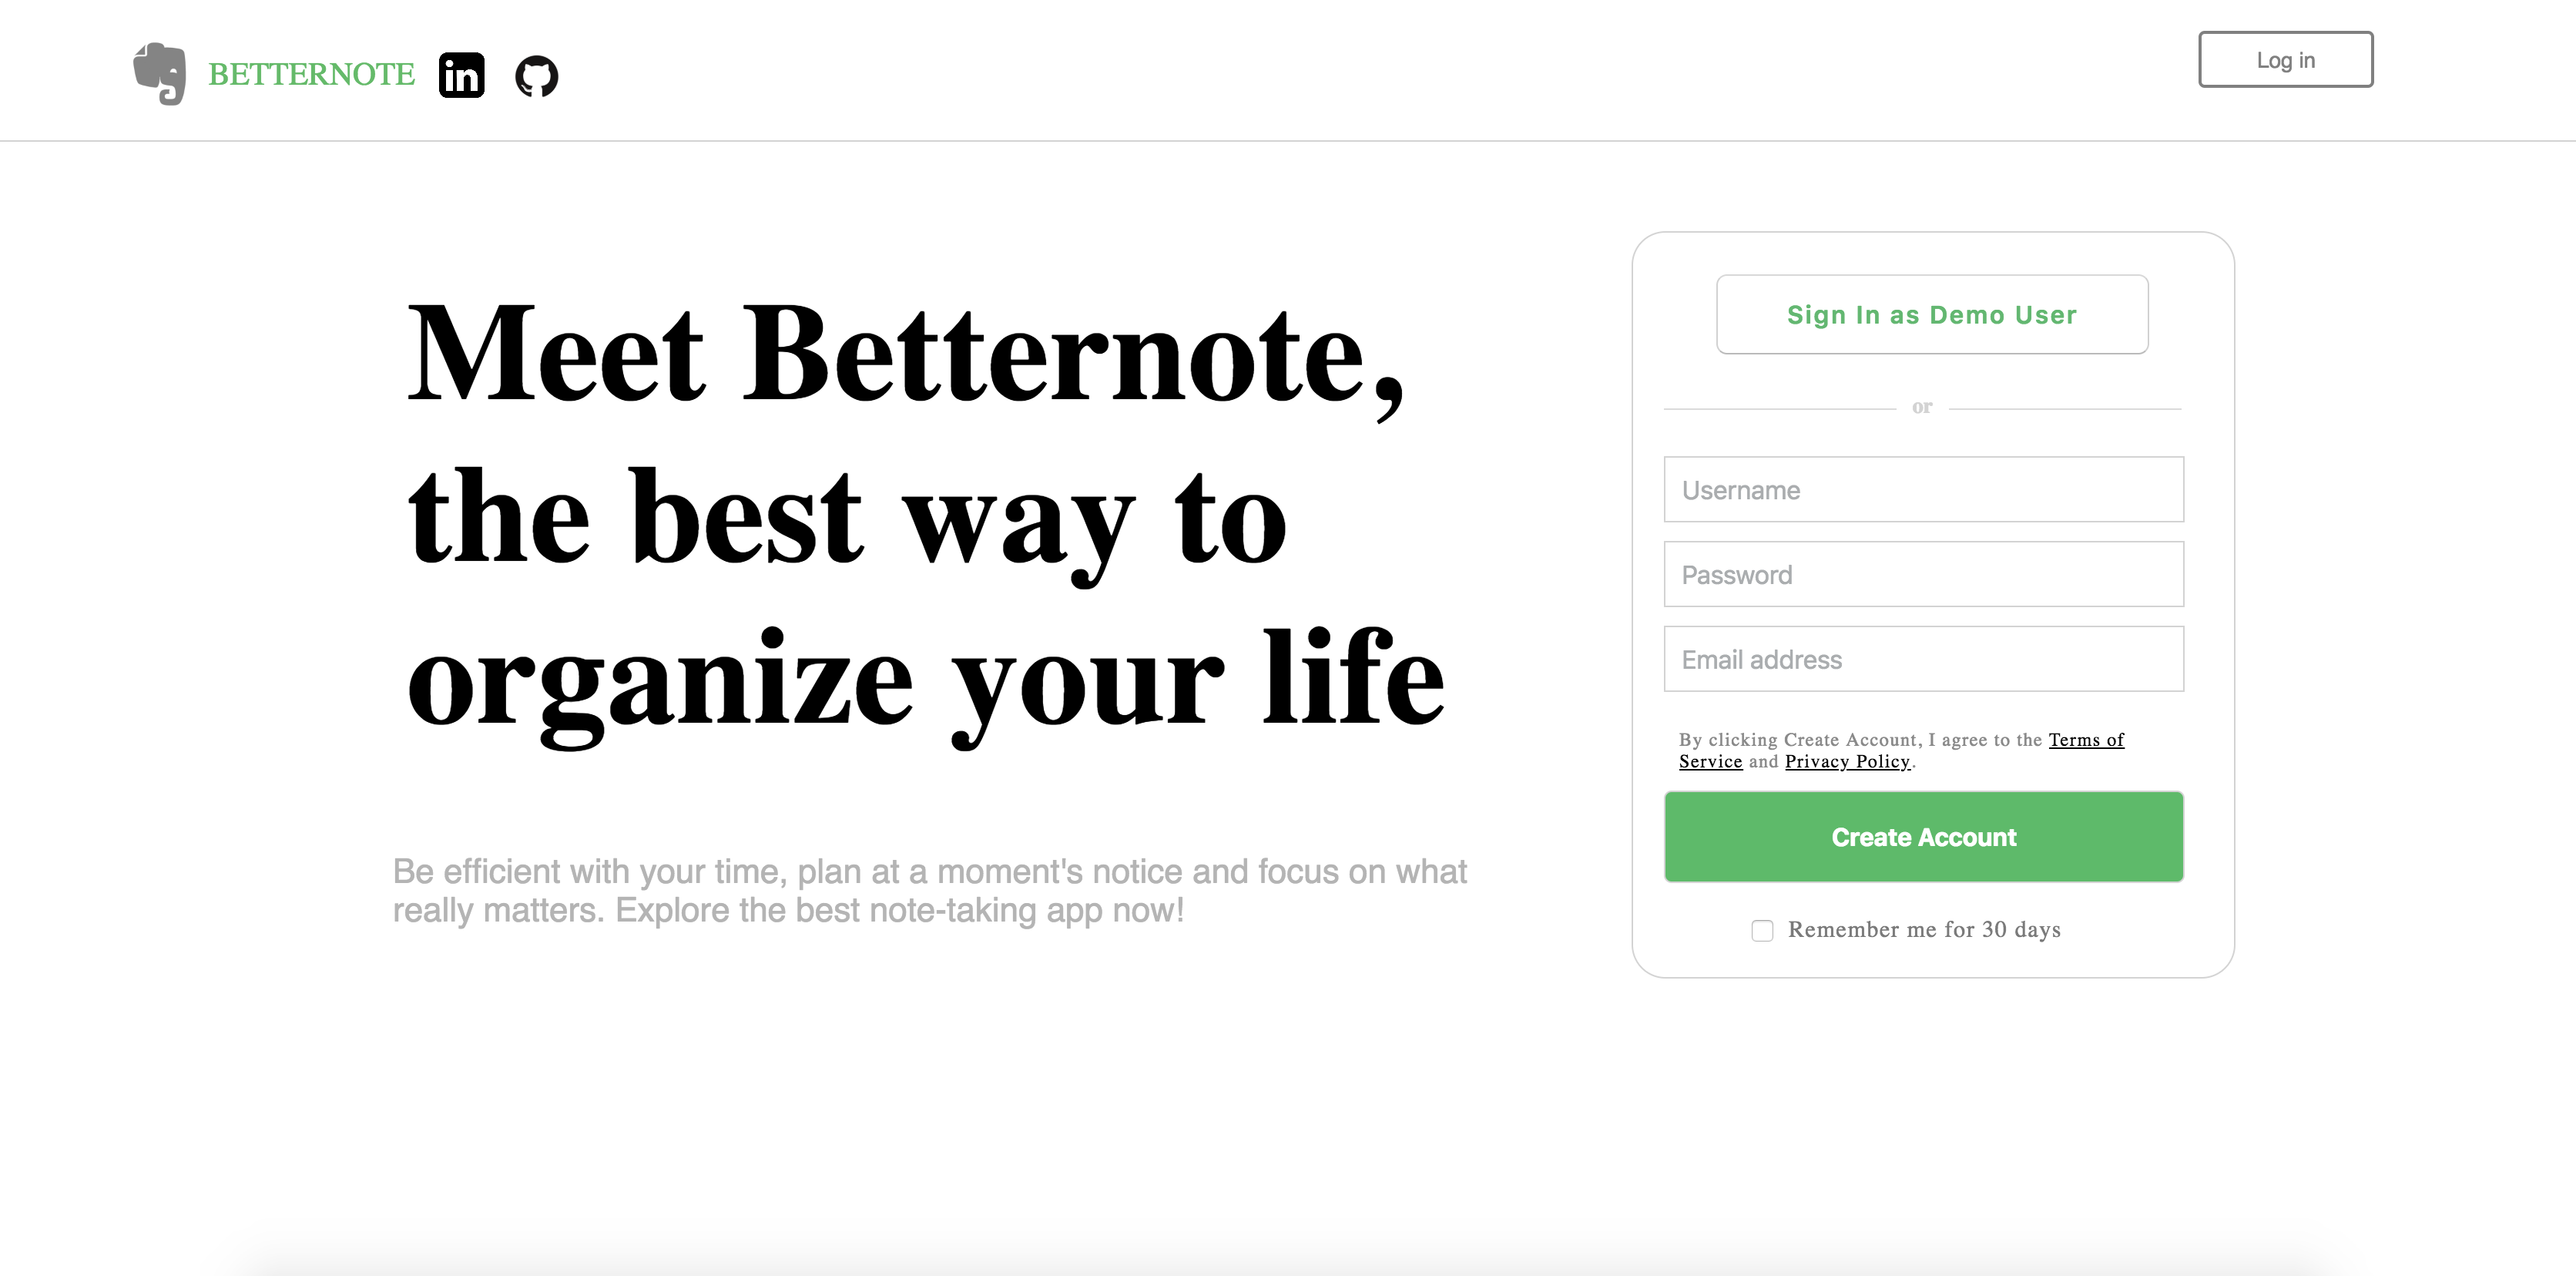 BETTERNOTE
in
Log in
Meet Betternote,
the best way to
organize your life
Be efficient with your time, plan at a moment's notice and focus on what
really matters. Explore the best note-taking app now!
Sign In as Demo User
or
Username
Password
Email address
By clicking Create Account, I agree to the Terms of
Service and Privacy Policy.
Create Account
Remember me for 30 days